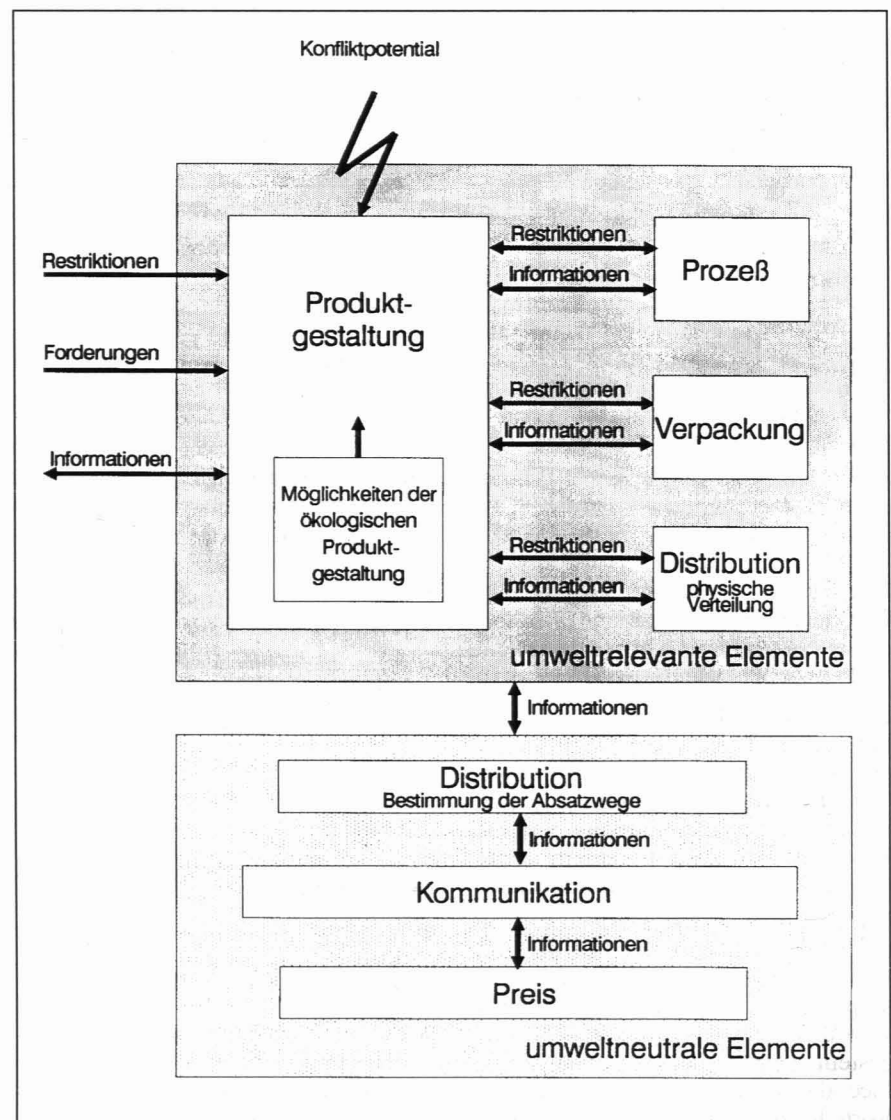 Konfliktpotential
Restriktionen
Forderungen
Informationen
Produkt-
gestaltung
Möglichkeiten der
ökologischen
Produkt-
gestaltung
Restriktionen
Informationen
Prozeß
Restriktionen
Informationen
Verpackung
Restriktionen
Informationen
Distribution
physische
Verteilung
umweltrelevante Elemente
Informationen
Distribution
Bestimmung der Absatzwege
Informationen
Kommunikation
Informationen
Preis
umweltneutrale Elemente